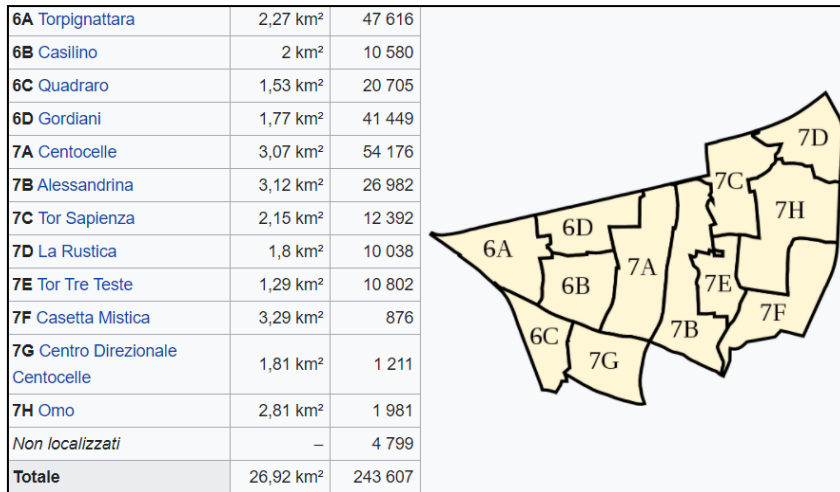 6A Torpignattara 2,27 km² 47 616
6B Casilino 2 km² 10 580
6C Quadraro 1,53 km² 20 705
6D Gordiani 1,77 km² 41 449
7A Centocelle 3,07 km² 54 176
7B Alessandrina 3,12 km² 26 982
7C Tor Sapienza 2,15 km² 12 392
7D La Rustica 1,8 km² 10 038
7E Tor Tre Teste 1,29 km² 10 802
7F Casetta Mistica 3,29 km² 876
7G Centro Direzionale
Centocelle 1,81 km² 1 211
7H Omo 2,81 km² 1 981
Non localizzati – 4 799
Totale 26,92 km² 243 607
7D
7C
7H
6D
6A
7A
6B
7E
7F
7B
6C
7G